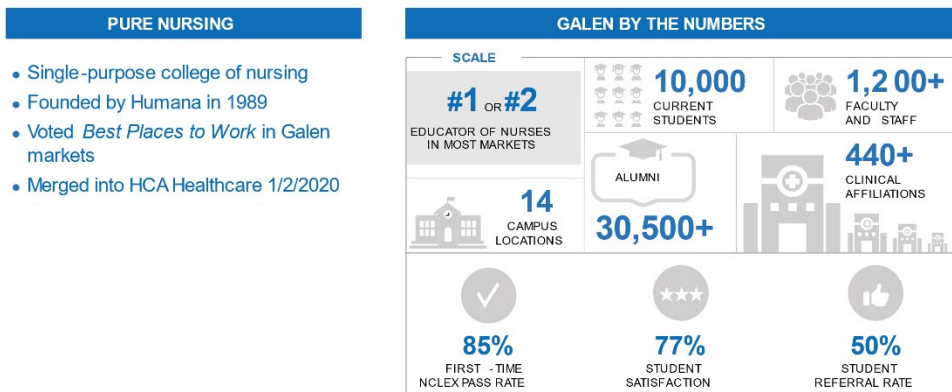 PURE NURSING
• Single-purpose college of nursing
• Founded by Humana in 1989
• Voted Best Places to Work in Galen
markets
• Merged into HCA Healthcare 1/2/2020
GALEN BY THE NUMBERS
SCALE
#1 OR #2
EDUCATOR OF NURSES
IN MOST MARKETS
10,000
CURRENT
STUDENTS
1,2 00+
FACULTY
AND STAFF
14
CAMPUS
LOCATIONS
ALUMNI
30,500+
440+
CLINICAL
AFFILIATIONS
85%
FIRST -TIME
NCLEX PASS RATE
77%
STUDENT
SATISFACTION
50%
STUDENT
REFERRAL RATE